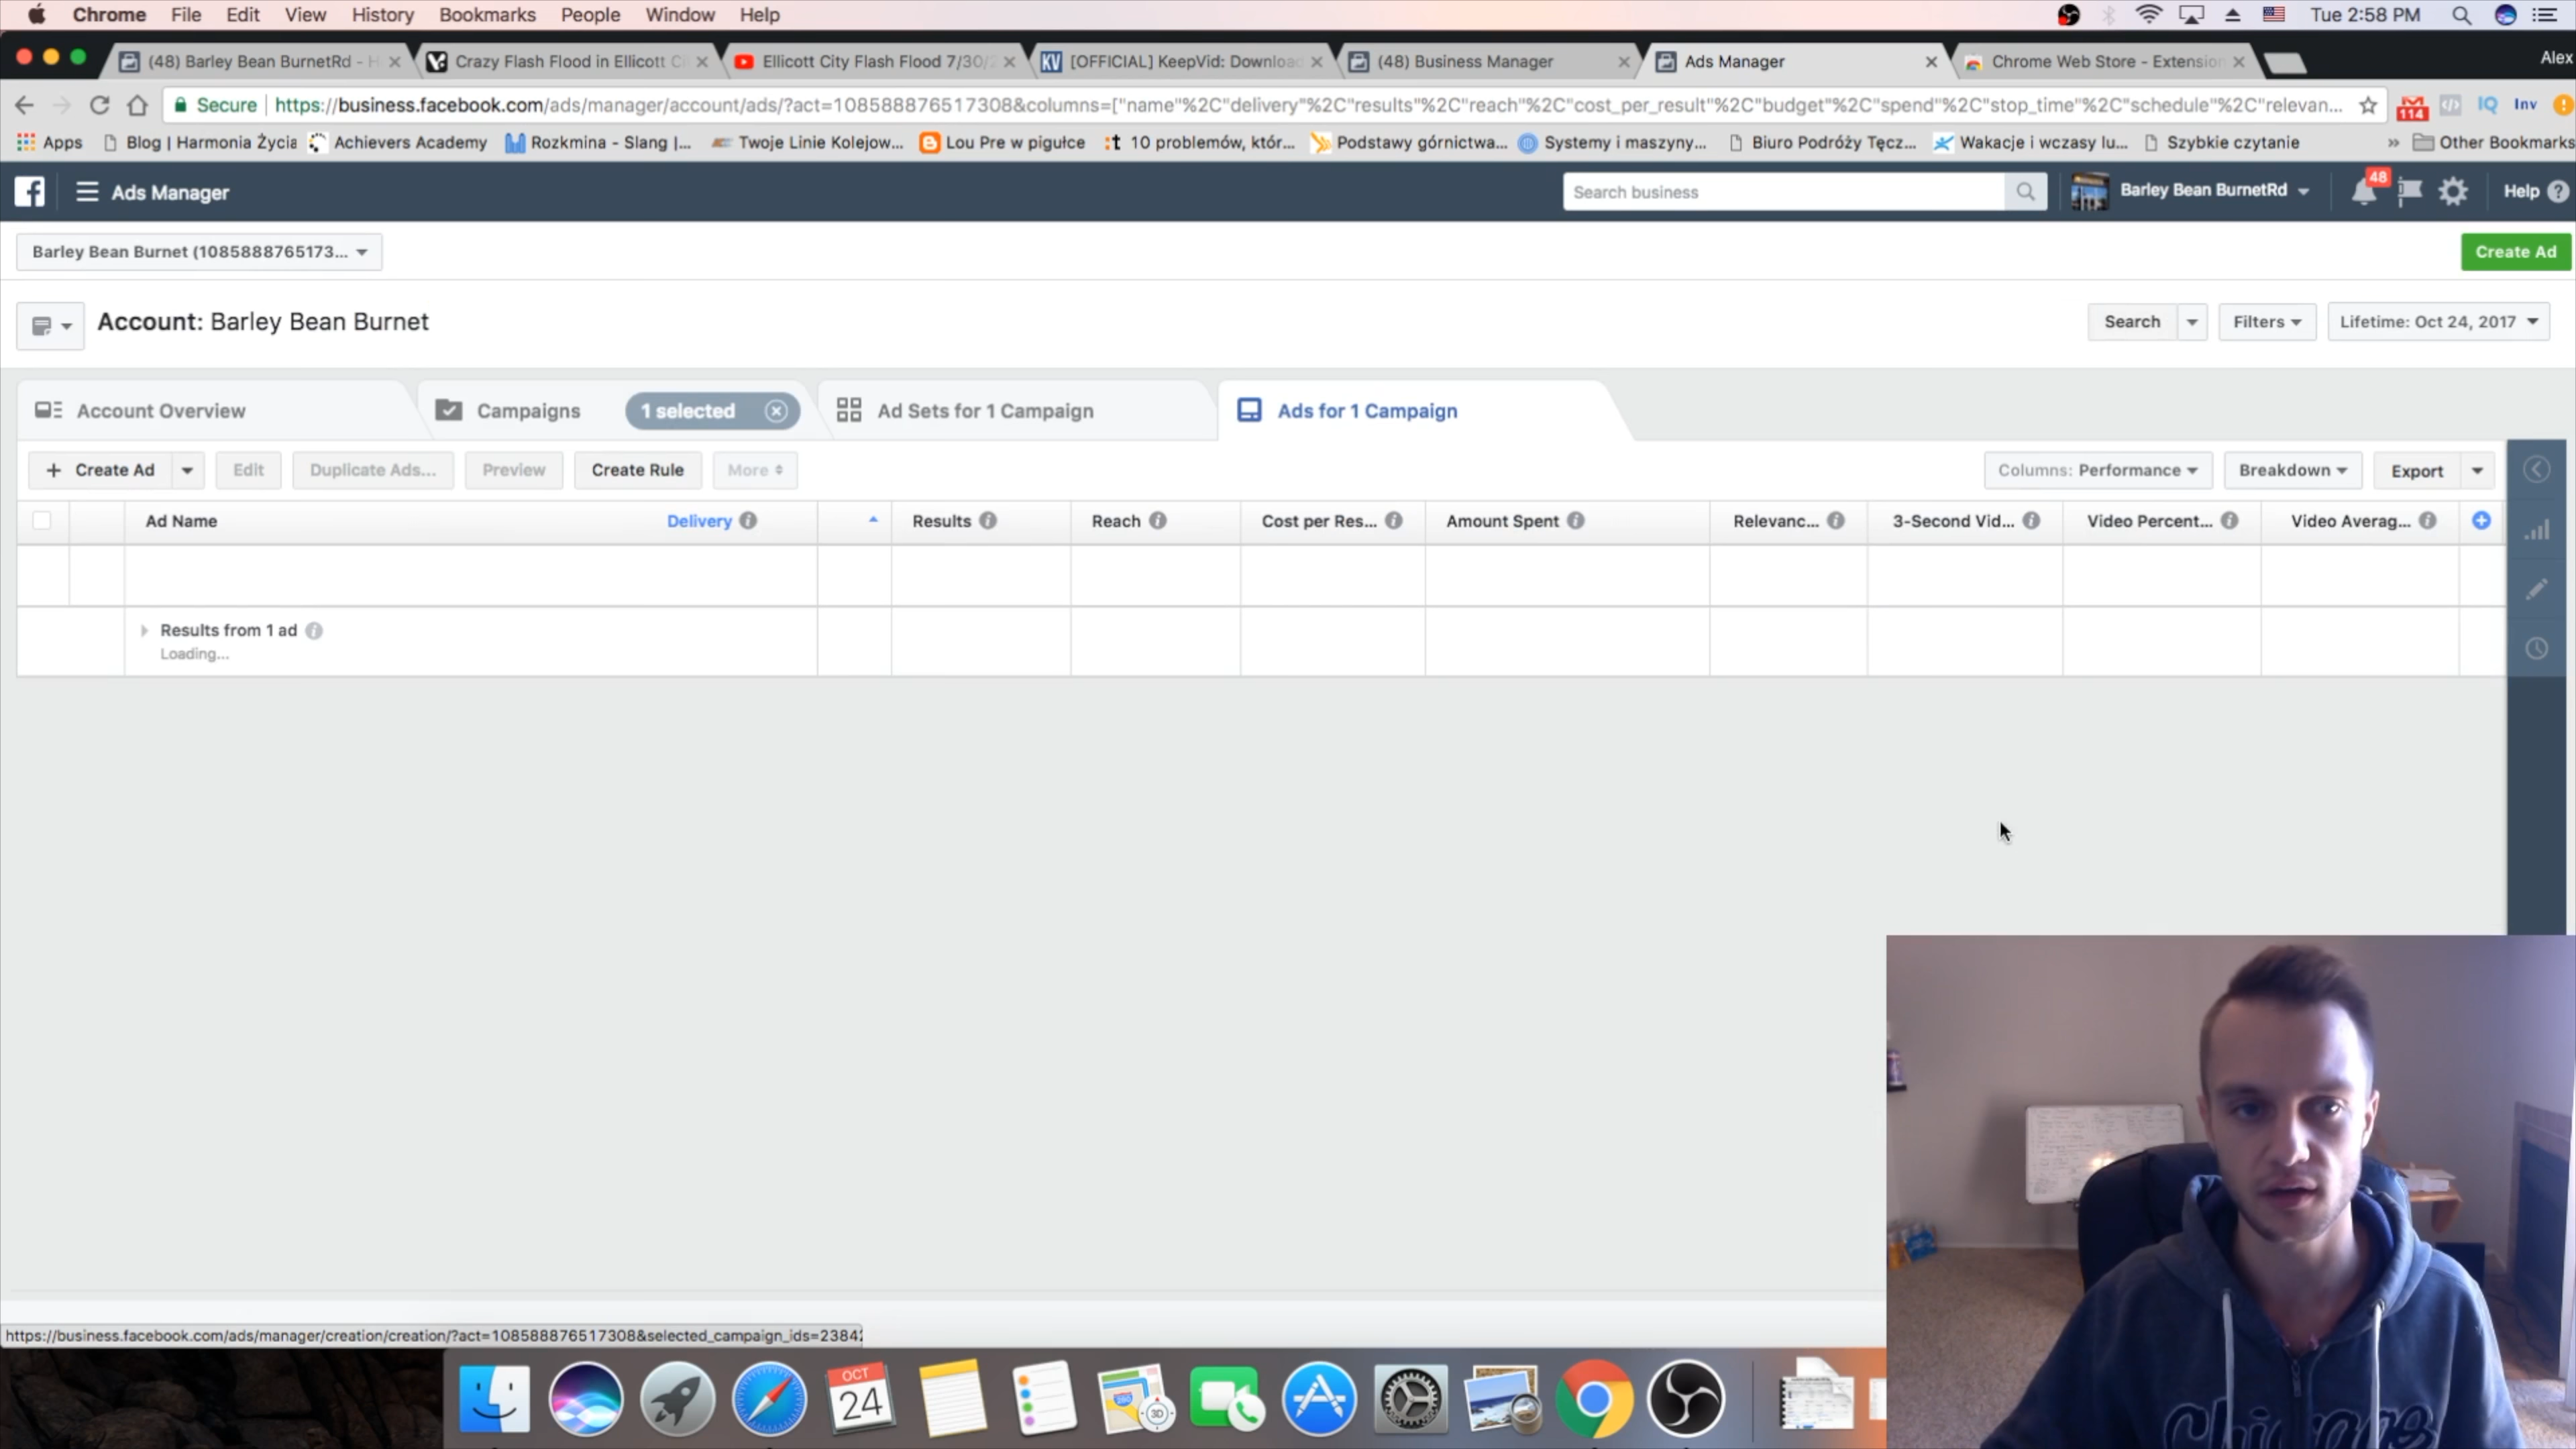 Chrome File Edit View History Bookmarks People Window Help Tue 2:58 PM
(48) Barley Bean BurnetRd - H Crazy Flash Flood in Ellicott Ci Ellicott City Flash Flood 7/30/2 [OFFICIAL] KeepVid: Download (48) Business Manager Ads Manager Chrome Web Store - Extension Alex
Secure https://business.facebook.com/ads/manager/account/ads/?act=108588876517308&columns=["name"%2C"delivery"%2C"results"%2C"reach"%2C"cost_per_result"%2C"budget"%2C"spend"%2C"stop_time"%2C"schedule"%2C"relevan... 114 IQ Inv
Apps Blog | Harmonia Życia Achievers Academy Rozkmina - Slang |... Twoje Linie Kolejow... Lou Pre w pigułce :t 10 problemów, któr... Podstawy górnictwa... Systemy i maszyny... Biuro Podróży Tęcz... Wakacje i wczasy lu... Szybkie czytanie » Other Bookmarks
Ads Manager Search business Barley Bean BurnetRd 48 Help
Barley Bean Burnet (1085888765173... Create Ad
Account: Barley Bean Burnet Search Filters Lifetime: Oct 24, 2017
Account Overview Campaigns 1 selected Ad Sets for 1 Campaign Ads for 1 Campaign
+ Create Ad Edit Duplicate Ads... Preview Create Rule More Columns: Performance Breakdown Export
Ad Name Delivery Results Reach Cost per Res... Amount Spent Relevanc... 3-Second Vid... Video Percent... Video Averag...
Results from 1 ad
Loading...
https://business.facebook.com/ads/manager/creation/creation/?act=108588876517308&selected_campaign_ids=23842
OCT
24
280
3D
Chicago